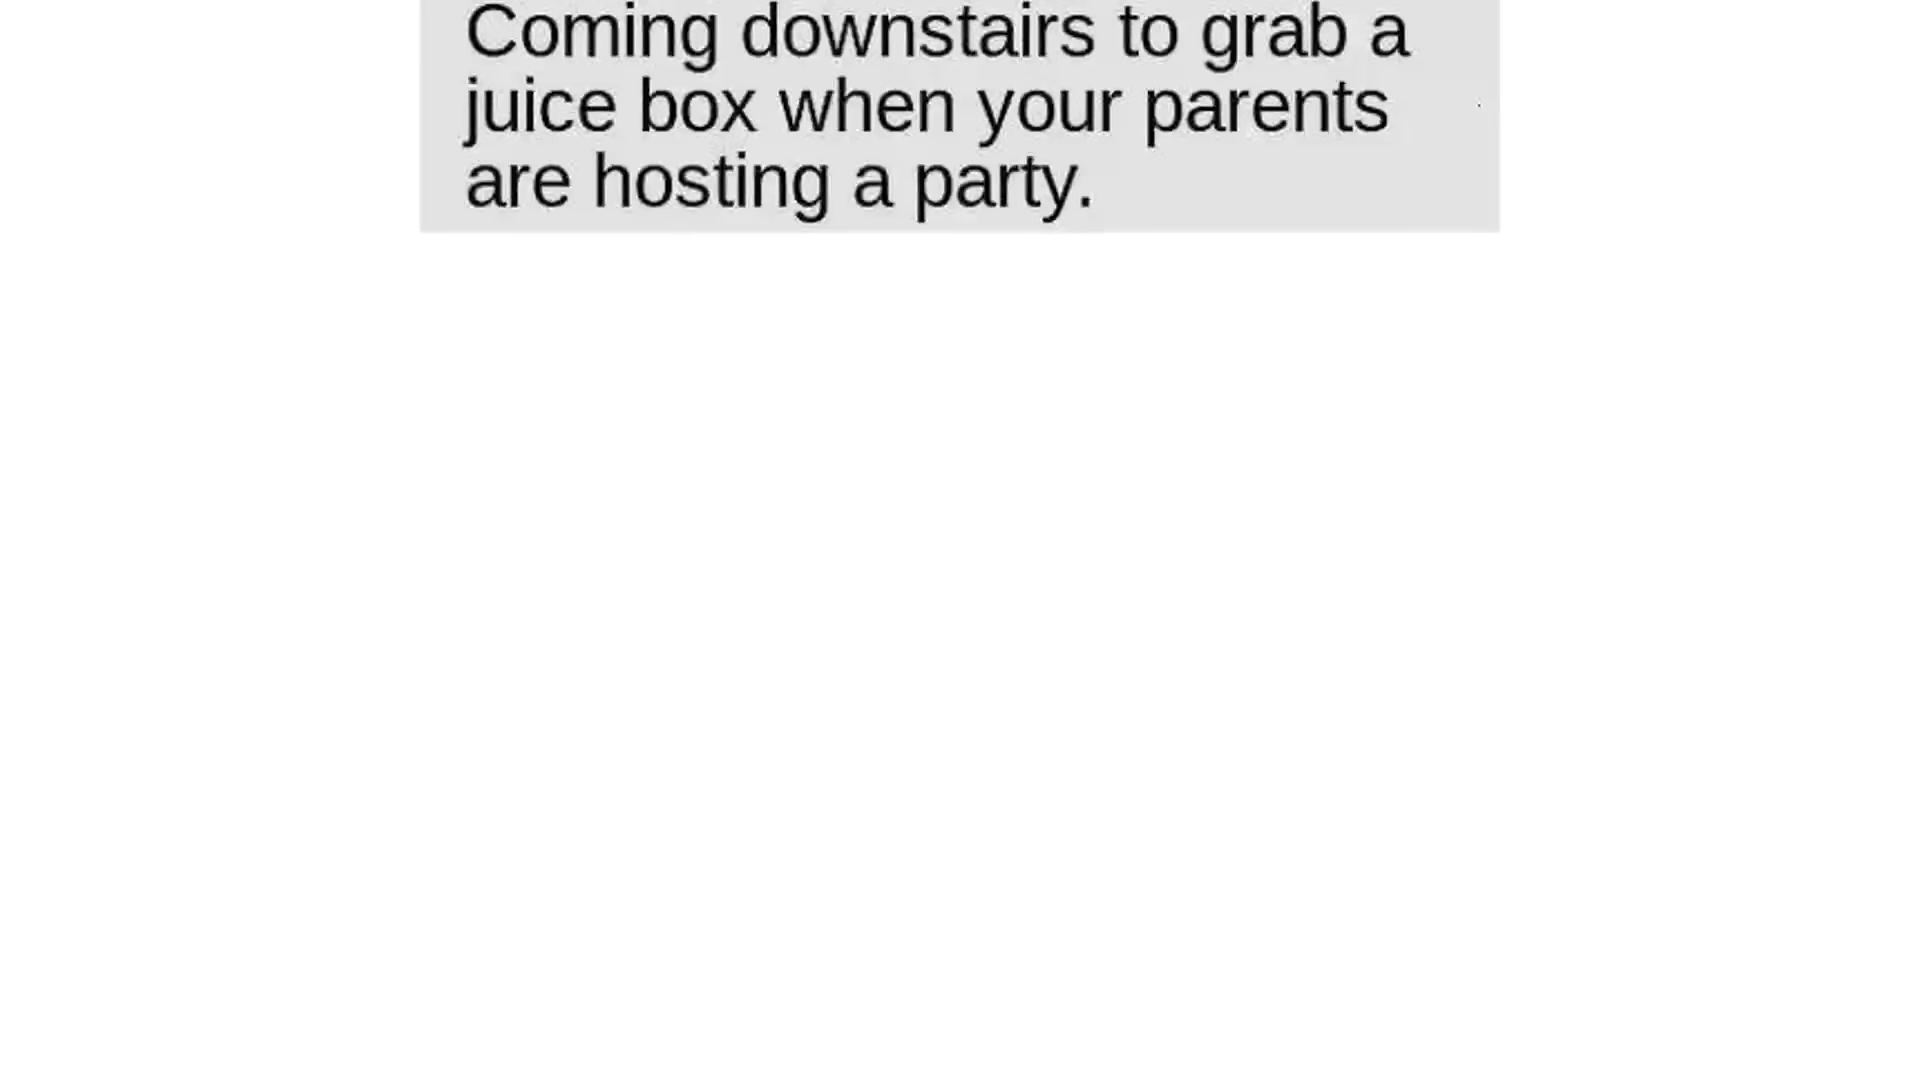 Coming downstairs to grab a
juice box when your parents
are hosting a party.